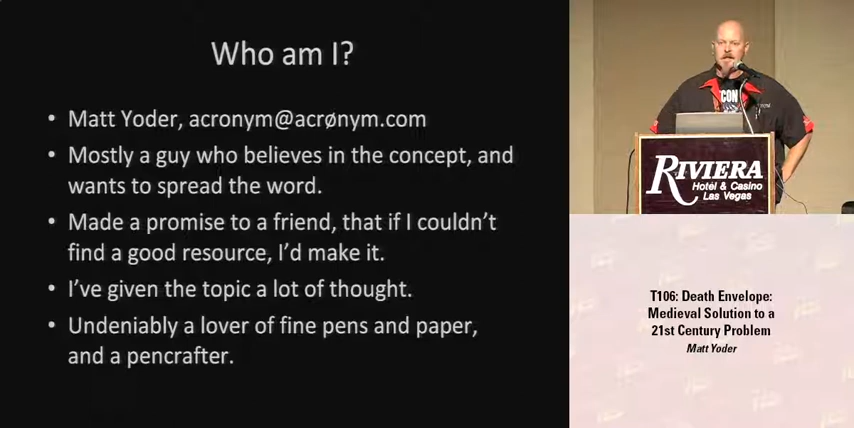 Who am I?
• Matt Yoder, acronym@acrønym.com
• Mostly a guy who believes in the concept, and
wants to spread the word.
• Made a promise to a friend, that if I couldn't
find a good resource, I'd make it.
• I've given the topic a lot of thought.
• Undeniably a lover of fine pens and paper,
and a pencrafter.
RIVIERA
Hotel & Casino
Las Vegas
T106: Death Envelope:
Medieval Solution to a
21st Century Problem
Matt Yoder